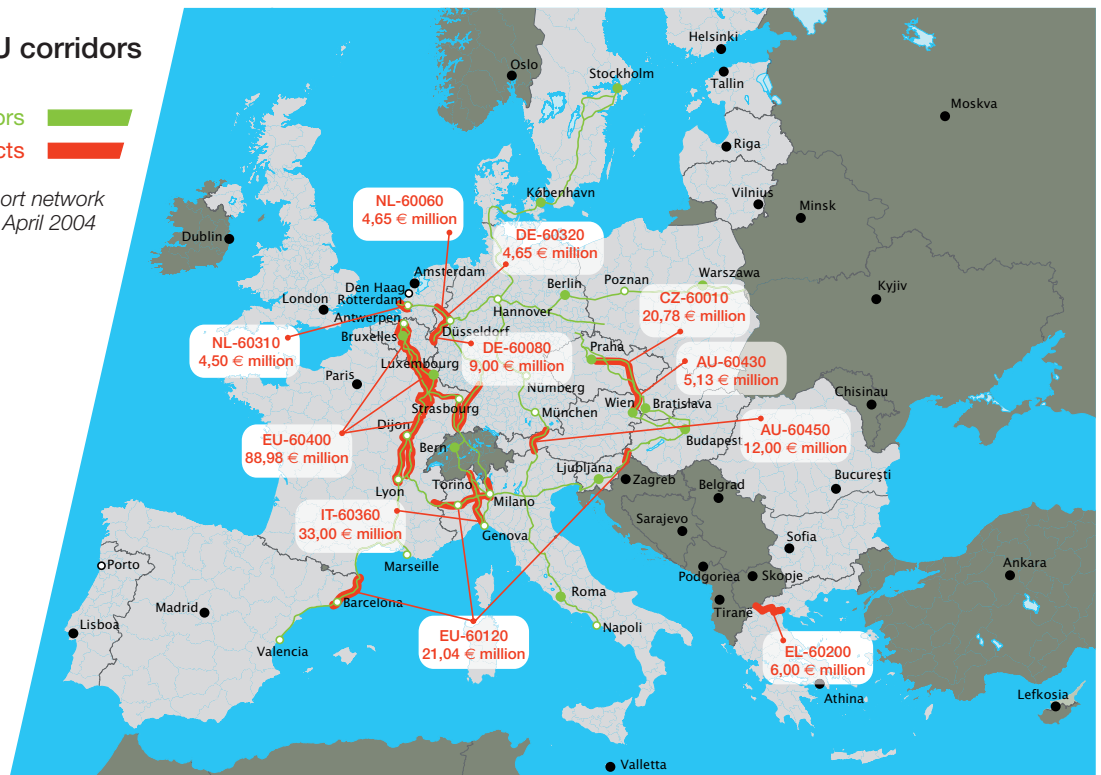 U corridors
ors
cts
ort network
April 2004
Helsinki
Oslo
Stockholm
Tallin
Moskva
Riga
København
Vilnius
Minsk
NL-60060
4,65 € million
Dublin
DE-60320
4,65 € million
Amsterdam
Den Haag
Rotterdam
London
Berlin
Poznan
Warszawa
Kyjiv
Hannover
CZ-60010
20,78 € million
Antwerpen
Bruxelles
Düsseldorf
NL-60310
4,50 € million
DE-60080
9,00 € million
Praha
AU-60430
5,13 € million
Luxembourg
Paris
Nürnberg
Chisinau
Strasbourg
München
Wien
Bratislava
Dijon
AU-60450
12,00 € million
EU-60400
88,98 € million
Bern
Budapest
Ljubljana
Zagreb
Belgrad
Bucureşti
Lyon
Torino
Milano
IT-60360
33,00 € million
Sarajevo
Genova
Sofia
Porto
Marseille
Podgoriea
Skopje
Ankara
Madrid
Barcelona
Roma
Tirane
Lisboa
Napoli
Valencia
EU-60120
21,04 € million
EL-60200
6,00 € million
Athina
Lefkosia
Valletta